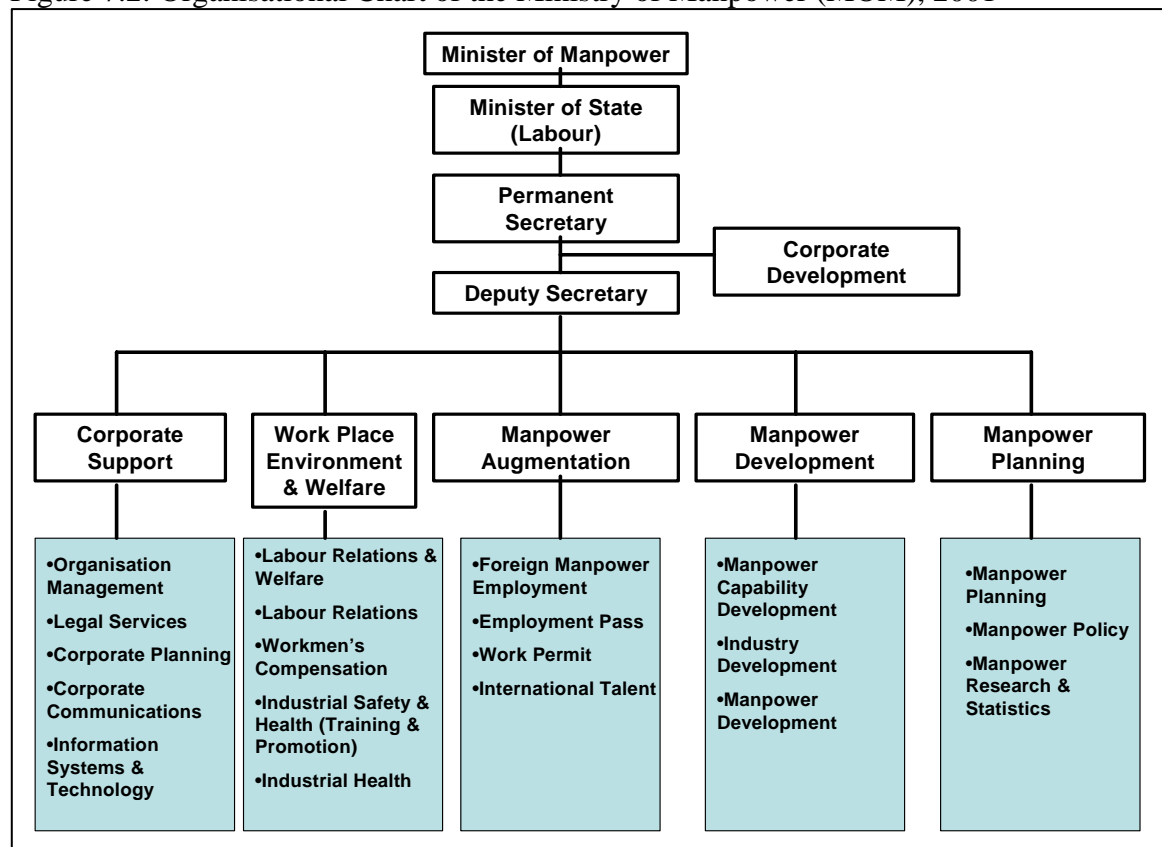 Figure 7.2: Organisational Chart of the Ministry of Manpower (MOM), 2001
Minister of Manpower
Minister of State
(Labour)
Permanent
Secretary
Corporate
Development
Deputy Secretary
Corporate
Support
Work Place
Environment
& Welfare
Manpower
Augmentation
Manpower
Development
Manpower
Planning
•Organisation
Management
•Legal Services
•Corporate Planning
•Corporate
Communications
•Information
Systems &
Technology
•Labour Relations &
Welfare
•Labour Relations
•Workmen's
Compensation
•Industrial Safety &
Health (Training &
Promotion)
•Industrial Health
•Foreign Manpower
Employment
•Employment Pass
•Work Permit
•International Talent
•Manpower
Capability
Development
•Industry
Development
•Manpower
Development
•Manpower
Planning
•Manpower Policy
•Manpower
Research &
Statistics